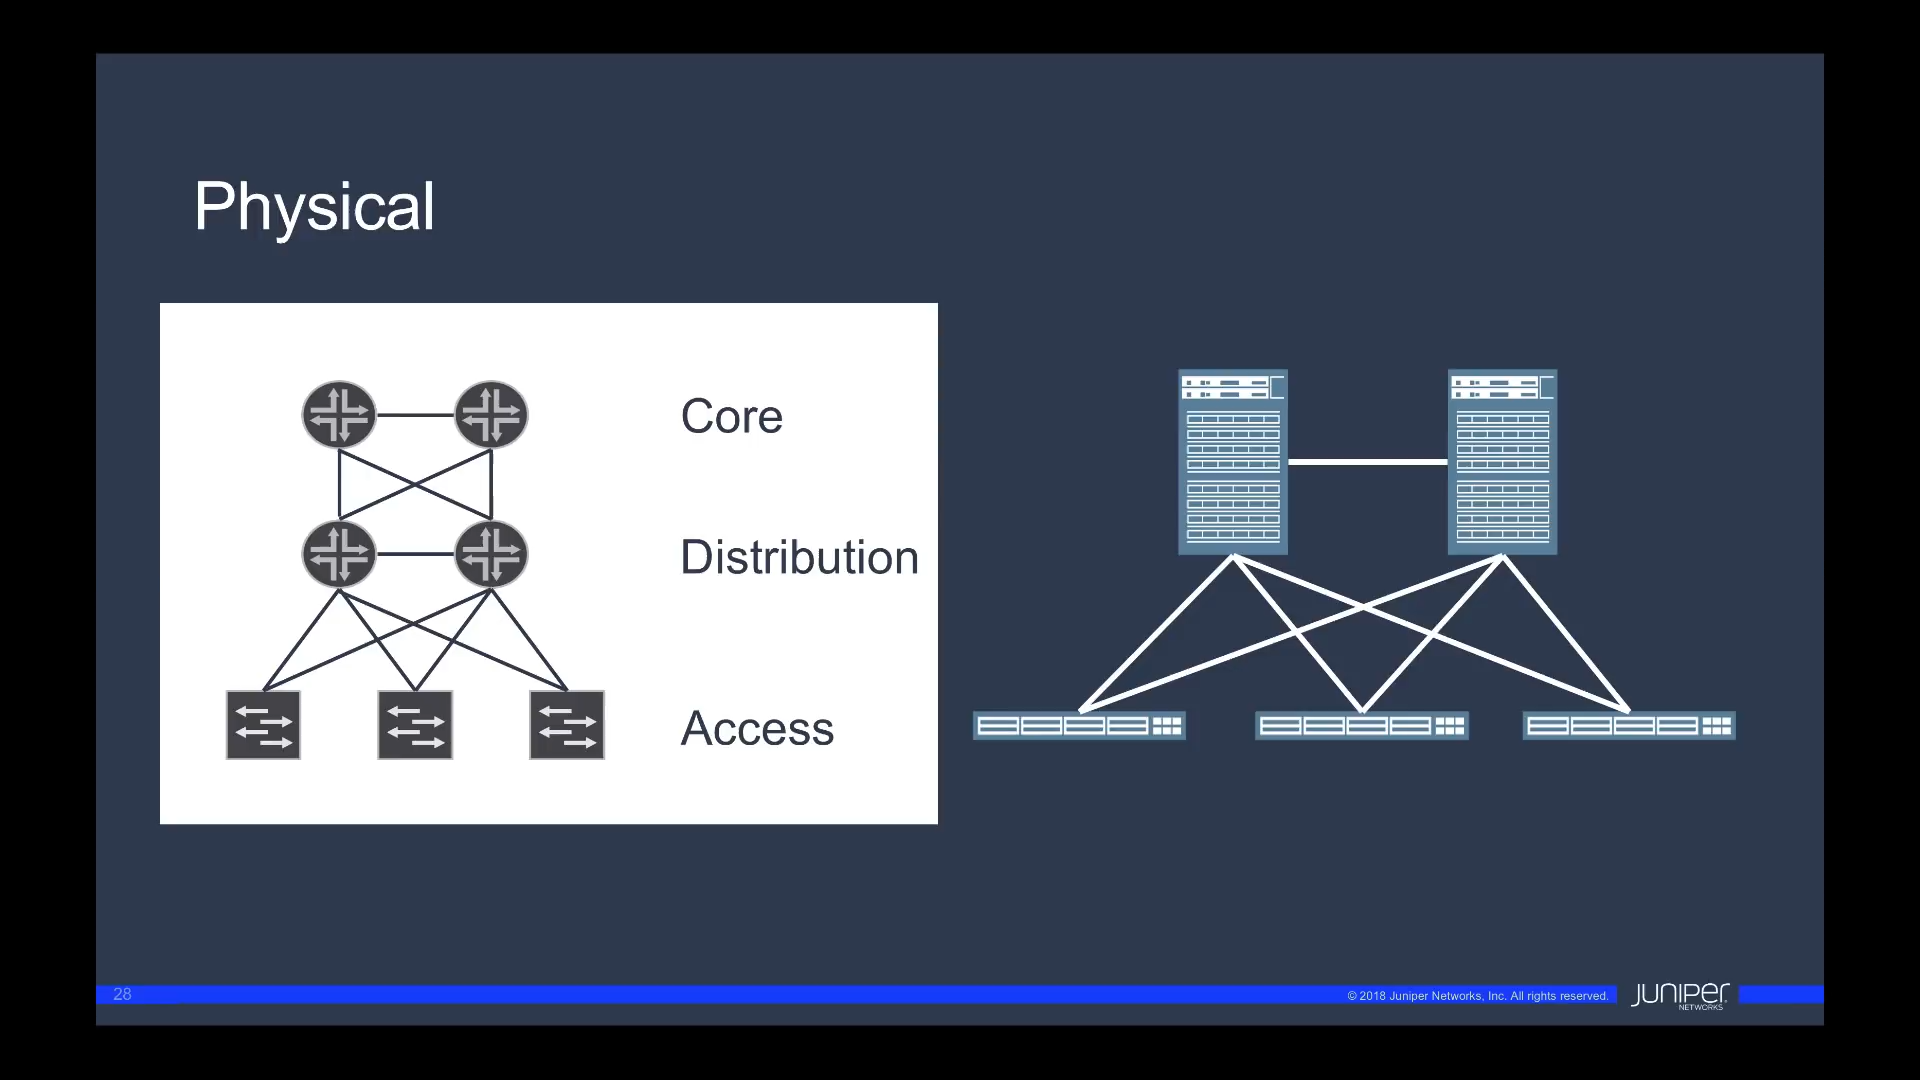 Physical
Core
Distribution
Access
28
© 2018 Juniper Networks, Inc. All rights reserved.
JUNIPEr
NETWORKS